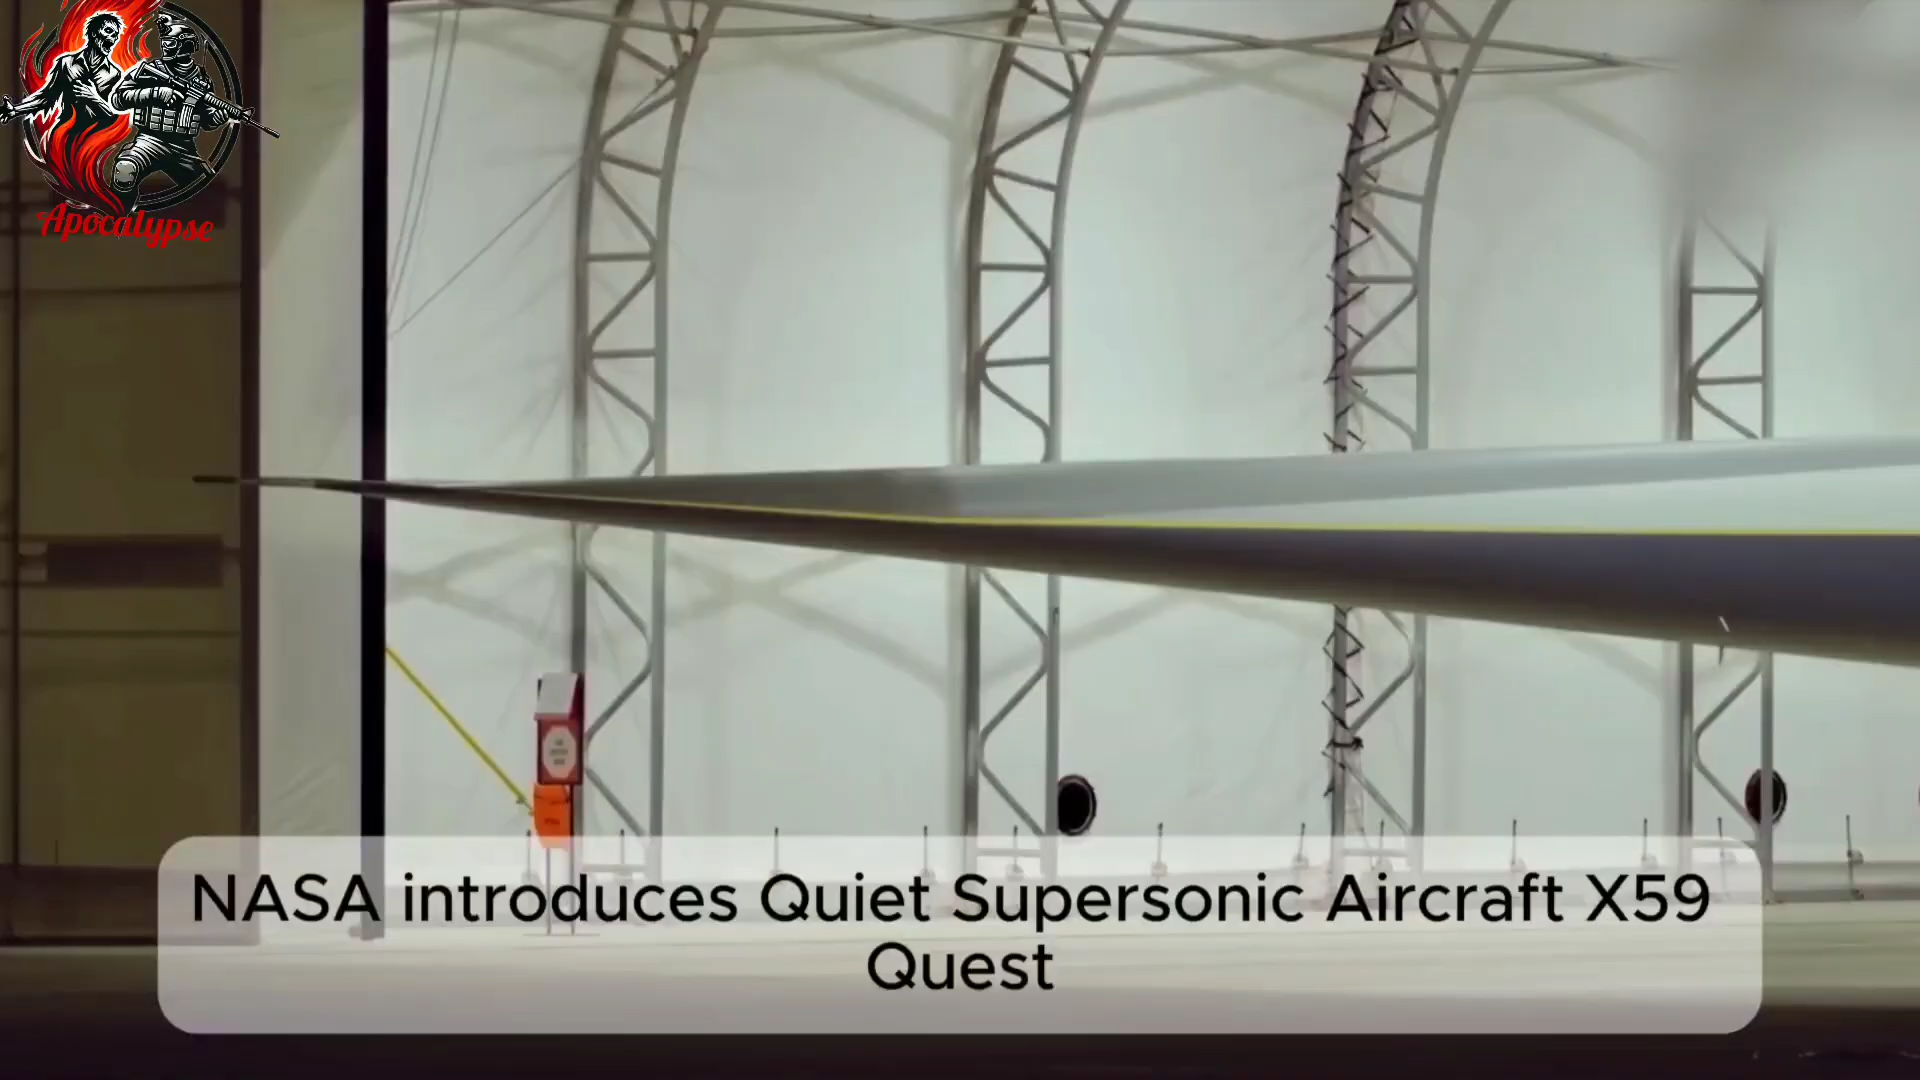 Apocalypse
NASA introduces Quiet Supersonic Aircraft X59
Quest